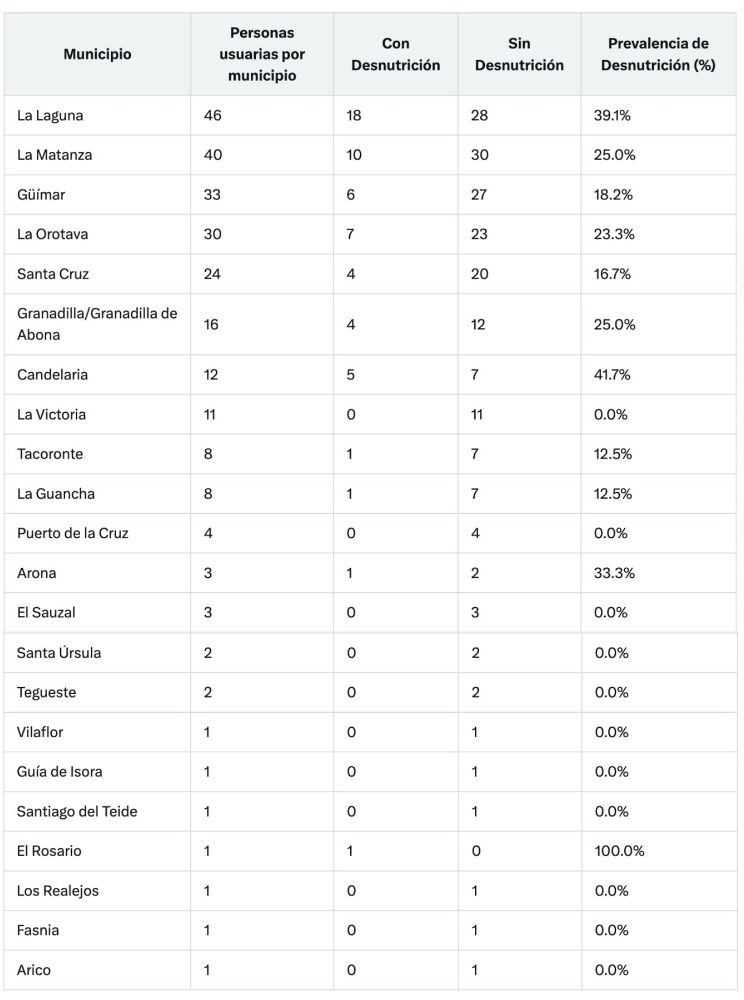 Municipio
Personas
usuarias por
municipio
Con
Desnutrición
Sin
Desnutrición
Prevalencia de
Desnutrición (%)
La Laguna 46 18 28 39.1%
La Matanza 40 10 30 25.0%
Güímar 33 6 27 18.2%
La Orotava 30 7 23 23.3%
Santa Cruz 24 4 20 16.7%
Granadilla/Granadilla de
Abona 16 4 12 25.0%
Candelaria 12 5 7 41.7%
La Victoria 11 0 11 0.0%
Tacoronte 8 1 7 12.5%
La Guancha 8 1 7 12.5%
Puerto de la Cruz 4 0 4 0.0%
Arona 3 1 2 33.3%
El Sauzal 3 0 3 0.0%
Santa Úrsula 2 0 2 0.0%
Tegueste 2 0 2 0.0%
Vilaflor 1 0 1 0.0%
Guía de Isora 1 0 1 0.0%
Santiago del Teide 1 0 1 0.0%
El Rosario 1 1 0 100.0%
Los Realejos 1 0 1 0.0%
Fasnia 1 0 1 0.0%
Arico 1 0 1 0.0%